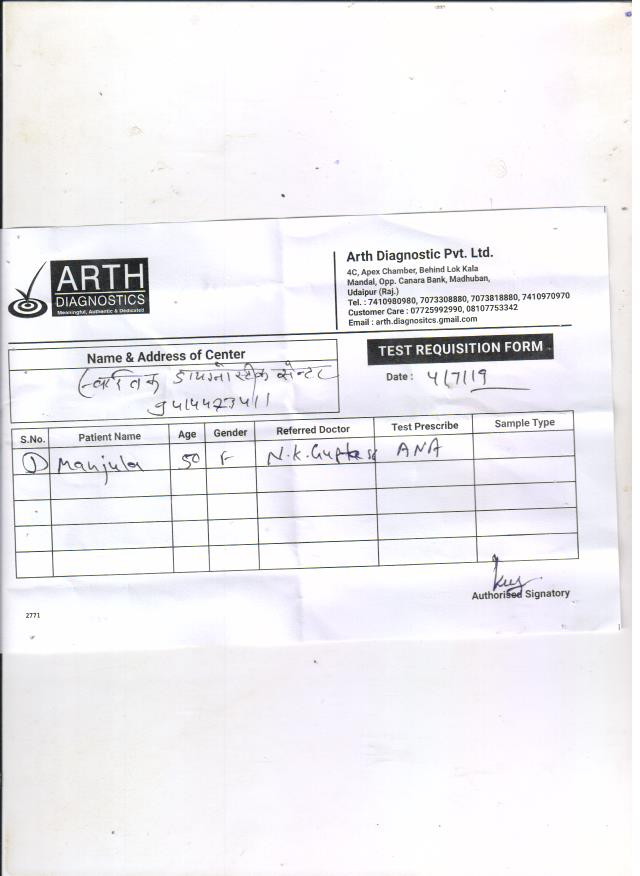 ARTH
DIAGNOSTICS
Meaningful, Authentic & Dedicated
Arth Diagnostic Pvt. Ltd.
4C, Apex Chamber, Behind Lok Kala
Mandal, Opp. Canara Bank, Madhuban,
Udaipur (Raj.)
Tel. : 7410980980, 7073308880, 7073818880, 7410970970
Customer Care : 07725992990, 08107753342
Email : arth.diagnositcs.gmail.com
Name & Address of Center
डायग्नोस्टीक सेन्टर
9414423411
TEST REQUISITION FORM
Date : 4/7/19
S.No. Patient Name Age Gender Referred Doctor Test Prescribe Sample Type
1 Manjula 50 F N.K. Gupta ANA
Authorised Signatory
2771